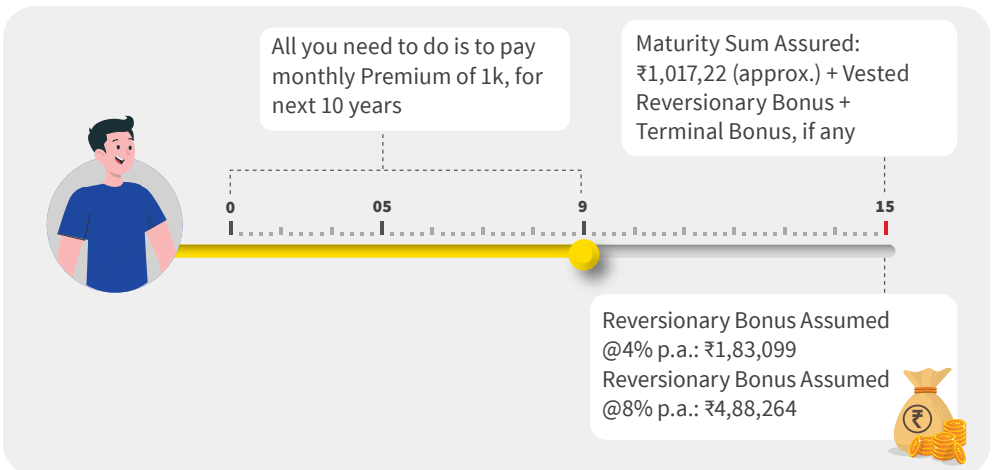 All you need to do is to pay
monthly Premium of 1k, for
next 10 years
Maturity Sum Assured:
₹1,017,22 (approx.) + Vested
Reversionary Bonus +
Terminal Bonus, if any
0
05
9
15
Reversionary Bonus Assumed
@4% p.a.: ₹1,83,099
Reversionary Bonus Assumed
@8% p.a.: ₹4,88,264
₹